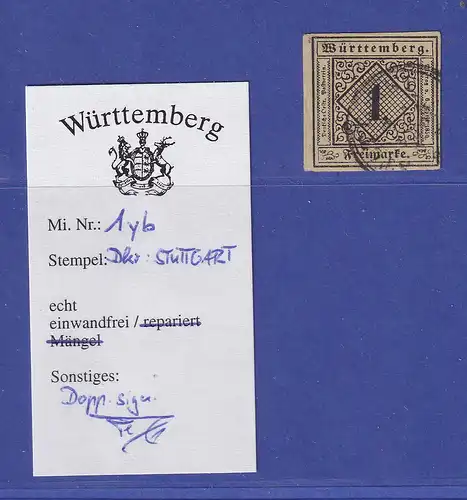 Württemberg
Mi. Nr.: 1yb
Stempel: Dkr. STUTTGART
echt
einwandfrei / repariert
Mängel
Sonstiges:
Dopp. sign.
Württemberg.
1
Freimarke.